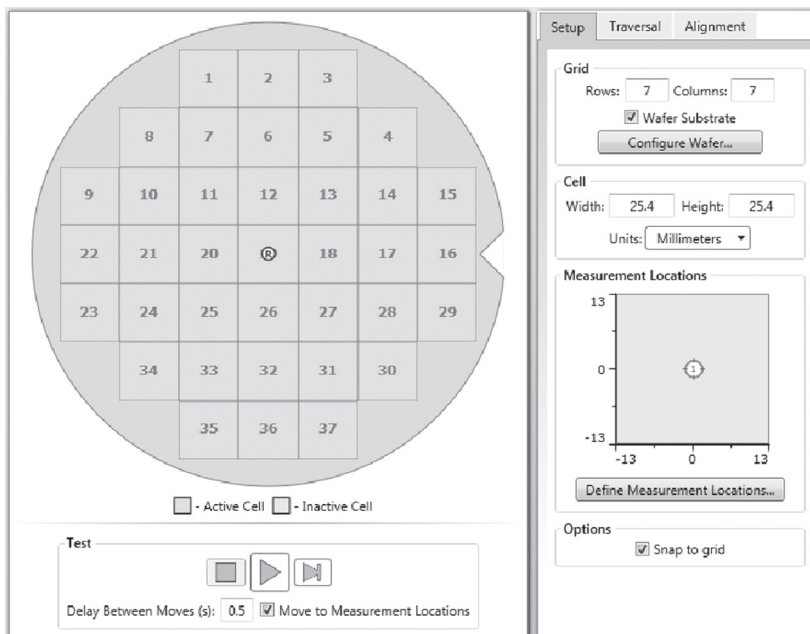 1 2 3
8 7 6 5 4
9 10 11 12 13 14 15
22 21 20 R 18 17 16
23 24 25 26 27 28 29
34 33 32 31 30
35 36 37
- Active Cell - Inactive Cell
Test
Delay Between Moves (s): 0.5 Move to Measurement Locations
Setup Traversal Alignment
Grid
Rows: 7 Columns: 7
Wafer Substrate
Configure Wafer...
Cell
Width: 25.4 Height: 25.4
Units: Millimeters
Measurement Locations
13
0
1
-13
-13 0 13
Define Measurement Locations...
Options
Snap to grid